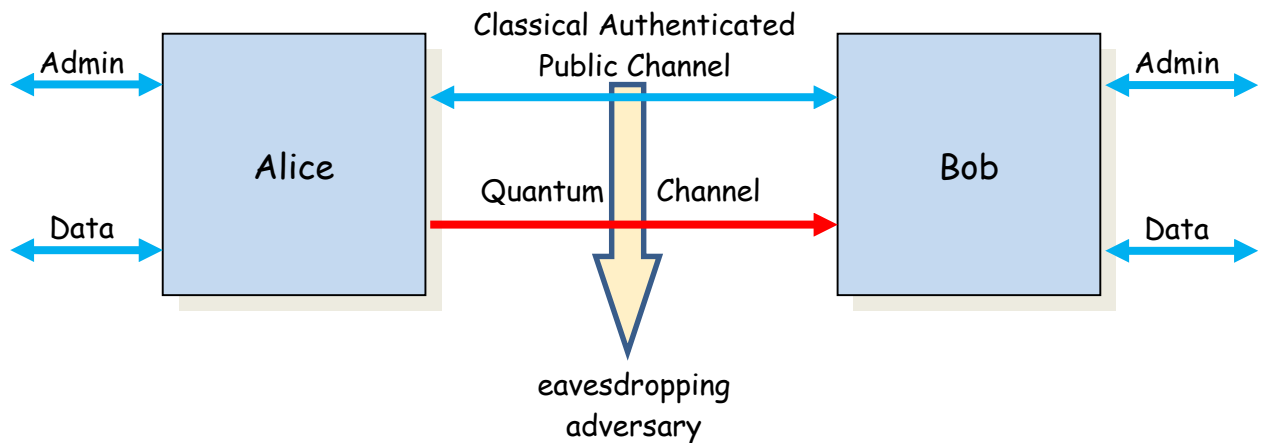 Classical Authenticated
Public Channel
Admin
Admin
Alice
Bob
Quantum Channel
Data
Data
eavesdropping
adversary